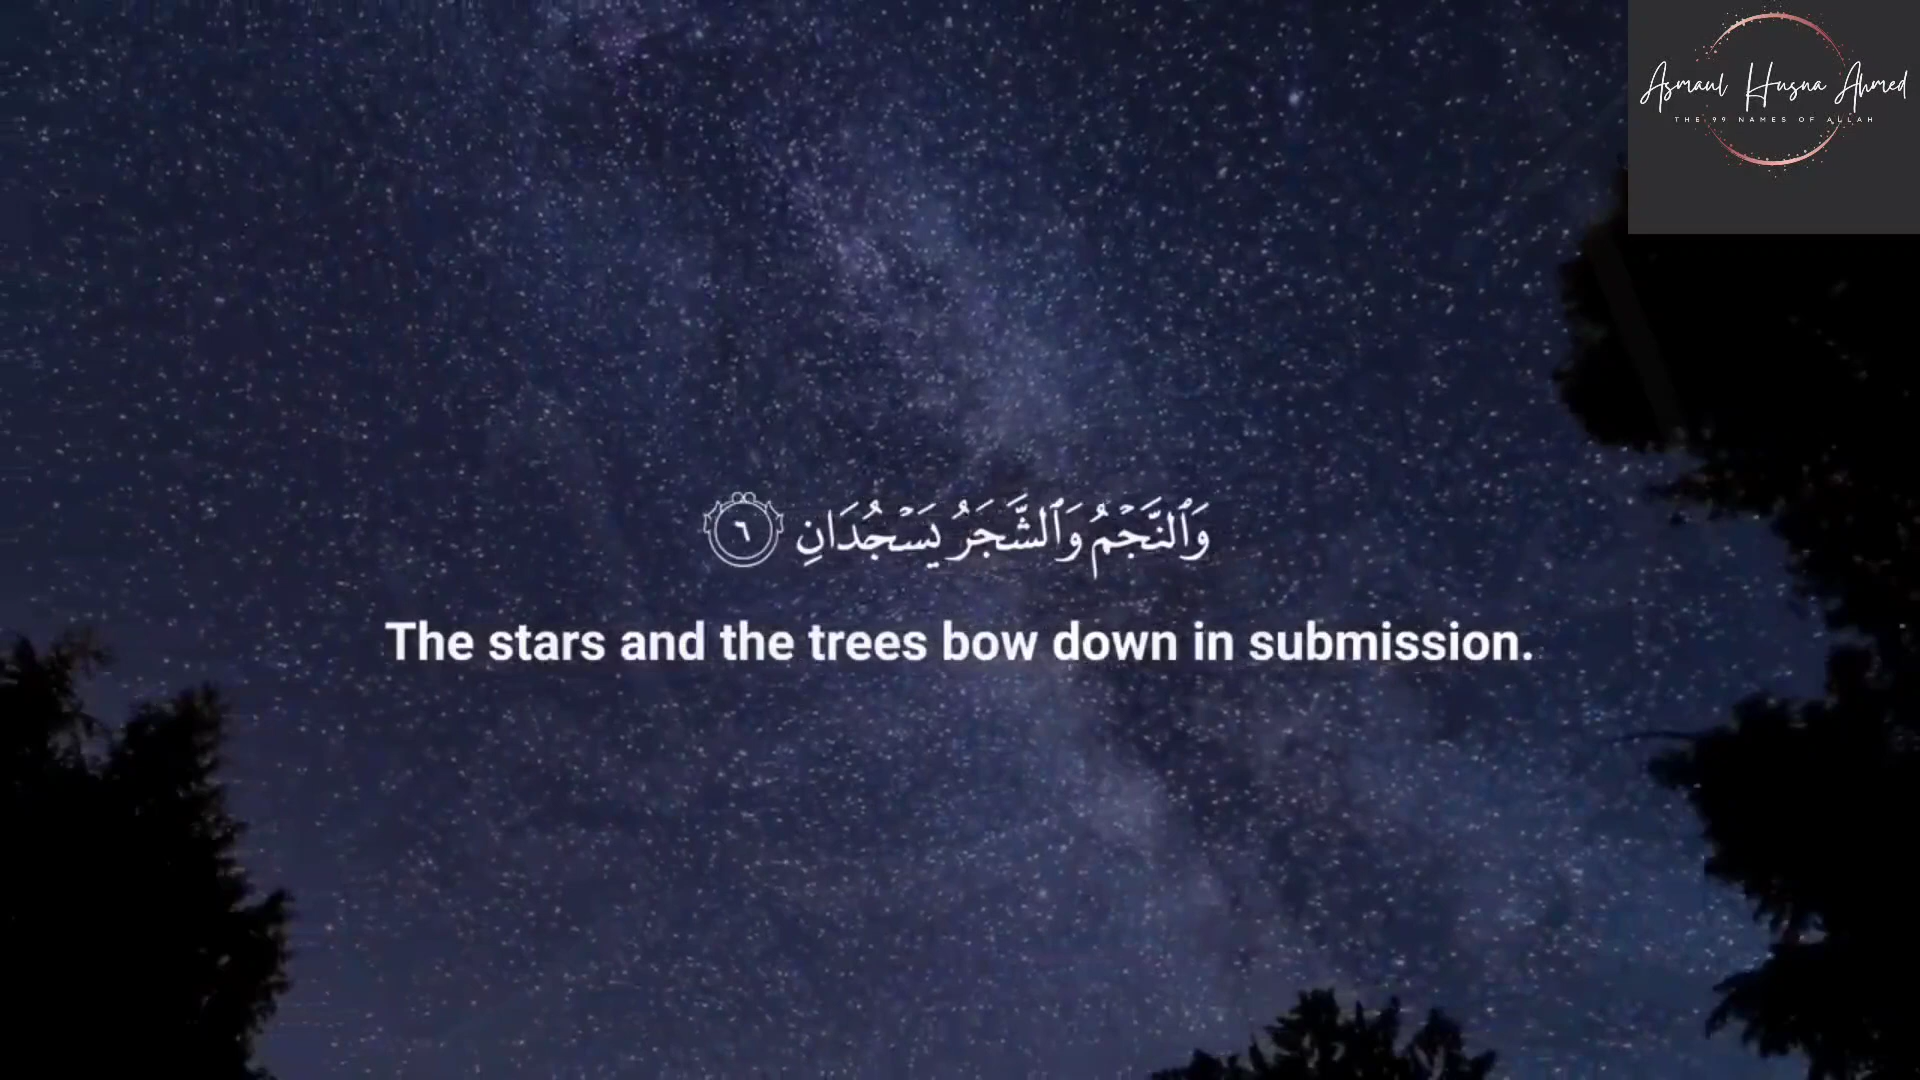 Asmaul Husna Ahmed
THE 99 NAMES OF ALLAH
وَٱلنَّجْمُ وَٱلشَّجَرُ يَسْجُدَانِ ٦
The stars and the trees bow down in submission.